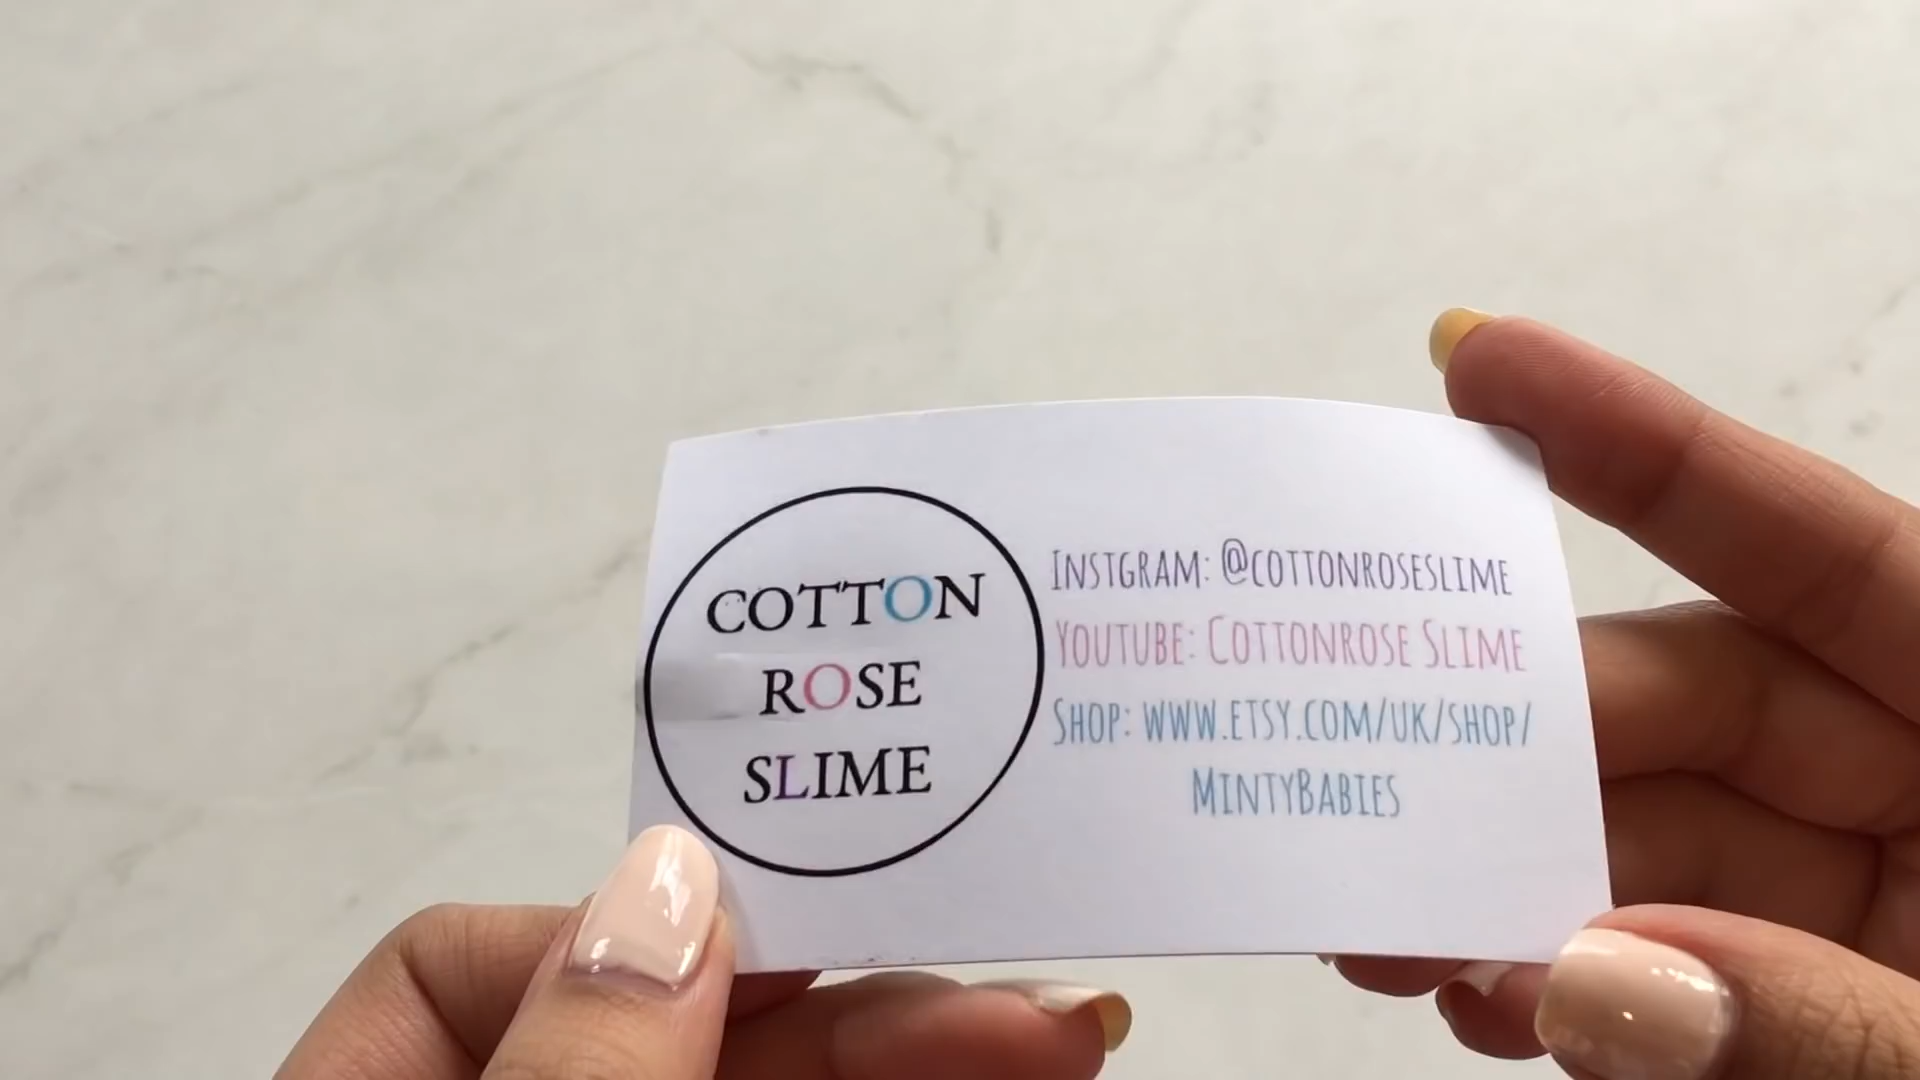 COTTON
ROSE
SLIME
INSTGRAM: @COTTONROSESLIME
YOUTUBE: COTTONROSE SLIME
SHOP: WWW.ETSY.COM/UK/SHOP/
MINTYBABIES